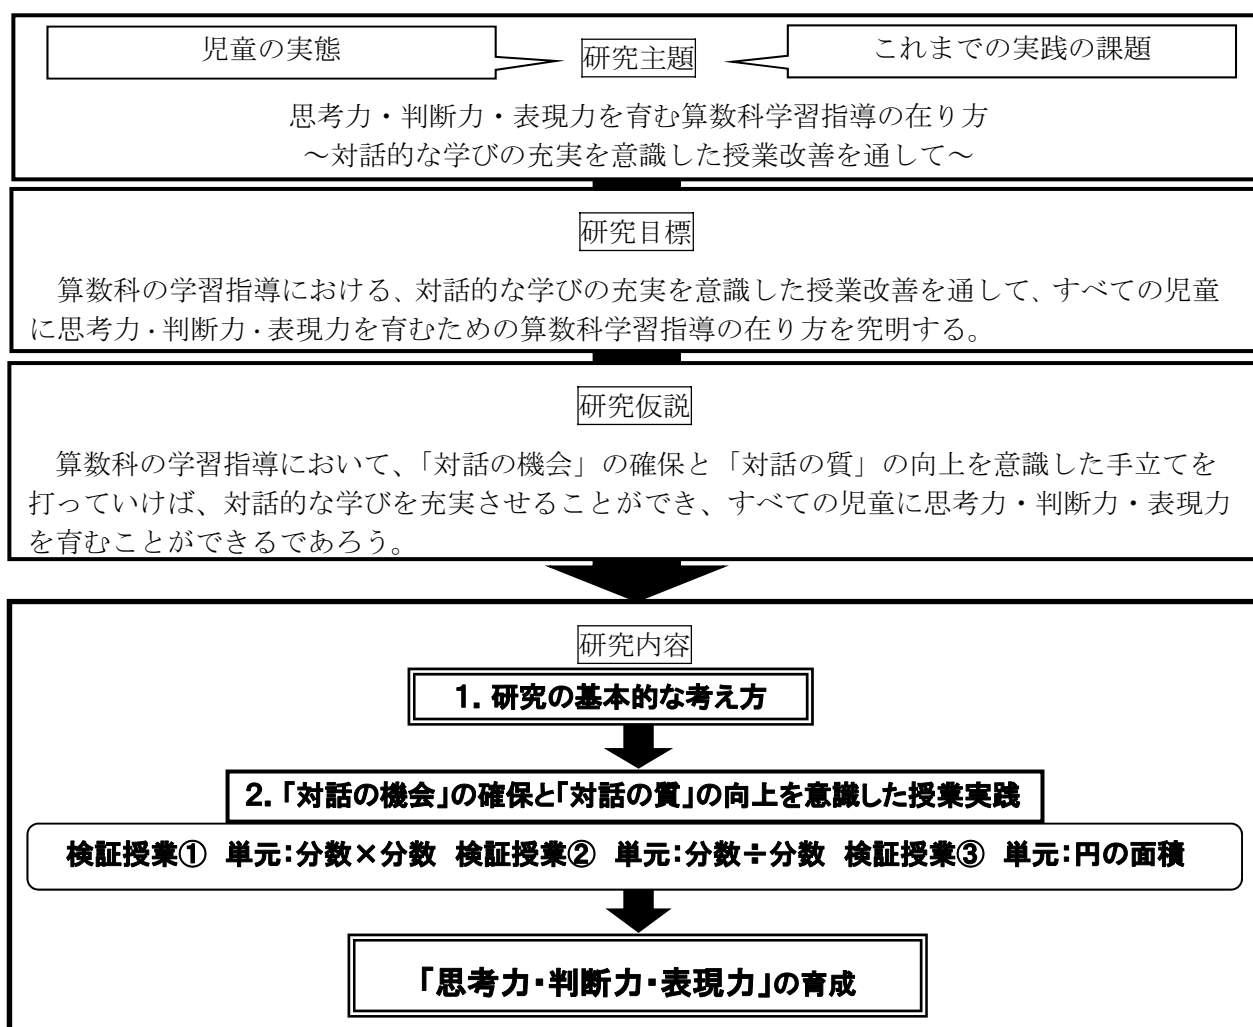 児童の実態
研究主題
これまでの実践の課題
思考力・判断力・表現力を育む算数科学習指導の在り方
～対話的な学びの充実を意識した授業改善を通して～
研究目標
算数科の学習指導における、対話的な学びの充実を意識した授業改善を通して、すべての児童
に思考力・判断力・表現力を育むための算数科学習指導の在り方を究明する。
研究仮説
算数科の学習指導において、「対話の機会」の確保と「対話の質」の向上を意識した手立てを
打っていけば、対話的な学びを充実させることができ、すべての児童に思考力・判断力・表現力
を育むことができるであろう。
研究内容
1．研究の基本的な考え方
2．「対話の機会」の確保と「対話の質」の向上を意識した授業実践
検証授業①　単元：分数×分数　検証授業②　単元：分数÷分数　検証授業③　単元：円の面積
「思考力・判断力・表現力」の育成